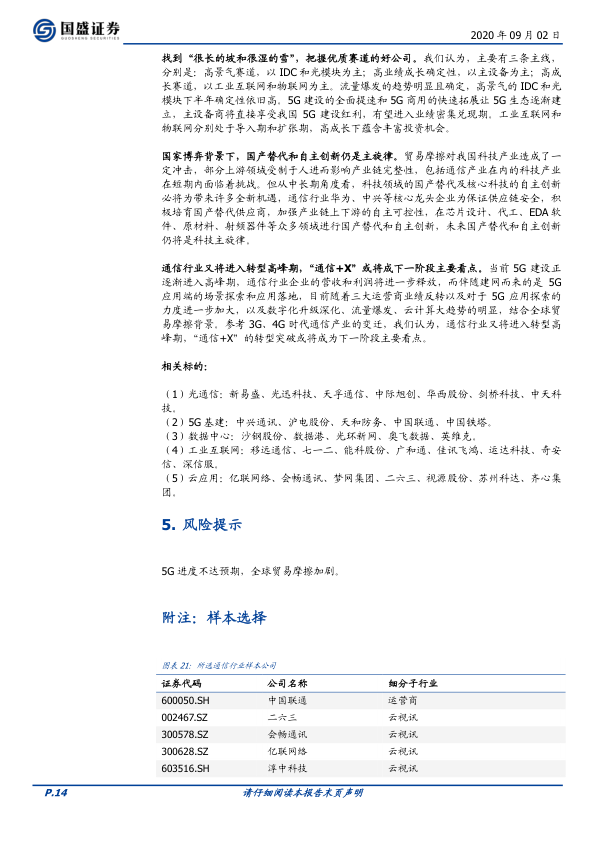 国盛证券
GUOSHENG SECURITIES
2020 年 09 月 02 日
找到“很长的坡和很湿的雪”，把握优质赛道的好公司。我们认为，主要有三条主线，
分别是：高景气赛道，以 IDC 和光模块为主；高业绩成长确定性，以主设备为主；高成
长赛道，以工业互联网和物联网为主。流量爆发的趋势明显且确定，高景气的 IDC 和光
模块下半年确定性依旧高。5G 建设的全面提速和 5G 商用的快速拓展让 5G 生态逐渐建
立，主设备商将直接享受我国 5G 建设红利，有望进入业绩密集兑现期。工业互联网和
物联网分别处于导入期和扩张期，高成长下蕴含丰富投资机会。
国家博弈背景下，国产替代和自主创新仍是主旋律。贸易摩擦对我国科技产业造成了一
定冲击，部分上游领域受制于人进而影响产业链完整性，包括通信产业在内的科技产业
在短期内面临着挑战。但从中长期角度看，科技领域的国产替代及核心科技的自主创新
必将为带来许多全新机遇，通信行业华为、中兴等核心龙头企业为保证供应链安全，积
极培育国产替代供应商，加强产业链上下游的自主可控性，在芯片设计、代工、EDA 软
件、原材料、射频器件等众多领域进行国产替代和自主创新，未来国产替代和自主创新
仍将是科技主旋律。
通信行业又将进入转型高峰期，“通信+X”或将成下一阶段主要看点。当前 5G 建设正
逐渐进入高峰期，通信行业企业的营收和利润将进一步释放，而伴随建网而来的是 5G
应用端的场景探索和应用落地，目前随着三大运营商业绩反转以及对于 5G 应用探索的
力度进一步加大，以及数字化升级深化、流量爆发、云计算大趋势的明显，结合全球贸
易摩擦背景。参考 3G、4G 时代通信产业的变迁，我们认为，通信行业又将进入转型高
峰期，“通信+X”的转型突破或将成为下一阶段主要看点。
相关标的：
（1）光通信：新易盛、光迅科技、天孚通信、中际旭创、华西股份、剑桥科技、中天科
技。
（2）5G 基建：中兴通讯、沪电股份、天和防务、中国联通、中国铁塔。
（3）数据中心：沙钢股份、数据港、光环新网、奥飞数据、英维克。
（4）工业互联网：移远通信、七一二、能科股份、广和通、佳讯飞鸿、运达科技、奇安
信、深信服。
（5）云应用：亿联网络、会畅通讯、梦网集团、二六三、视源股份、苏州科达、齐心集
团。
5. 风险提示
5G 进度不达预期，全球贸易摩擦加剧。
附注：样本选择
图表 21：所选通信行业样本公司
证券代码 公司名称 细分子行业
600050.SH 中国联通 运营商
002467.SZ 二六三 云视讯
300578.SZ 会畅通讯 云视讯
300628.SZ 亿联网络 云视讯
603516.SH 淳中科技 云视讯
P.14 请仔细阅读本报告末页声明